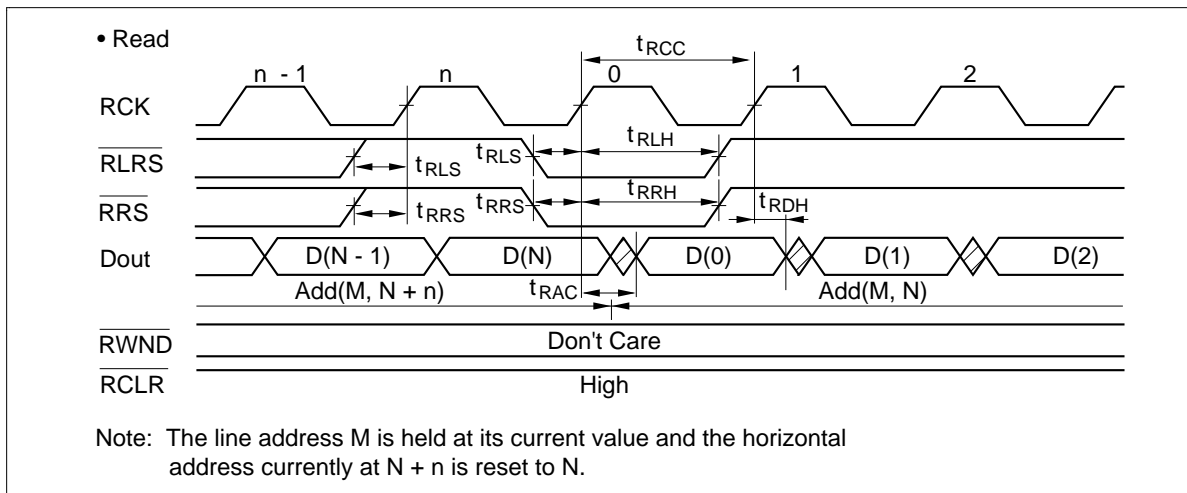 • Read
tRCC
n - 1 n 0 1 2
RCK
RLRS tRLS tRLS tRLH
RRS tRRS tRRS tRRH tRDH
Dout D(N - 1) D(N) D(0) D(1) D(2)
Add(M, N + n) tRAC Add(M, N)
RWND Don't Care
RCLR High
Note: The line address M is held at its current value and the horizontal
address currently at N + n is reset to N.